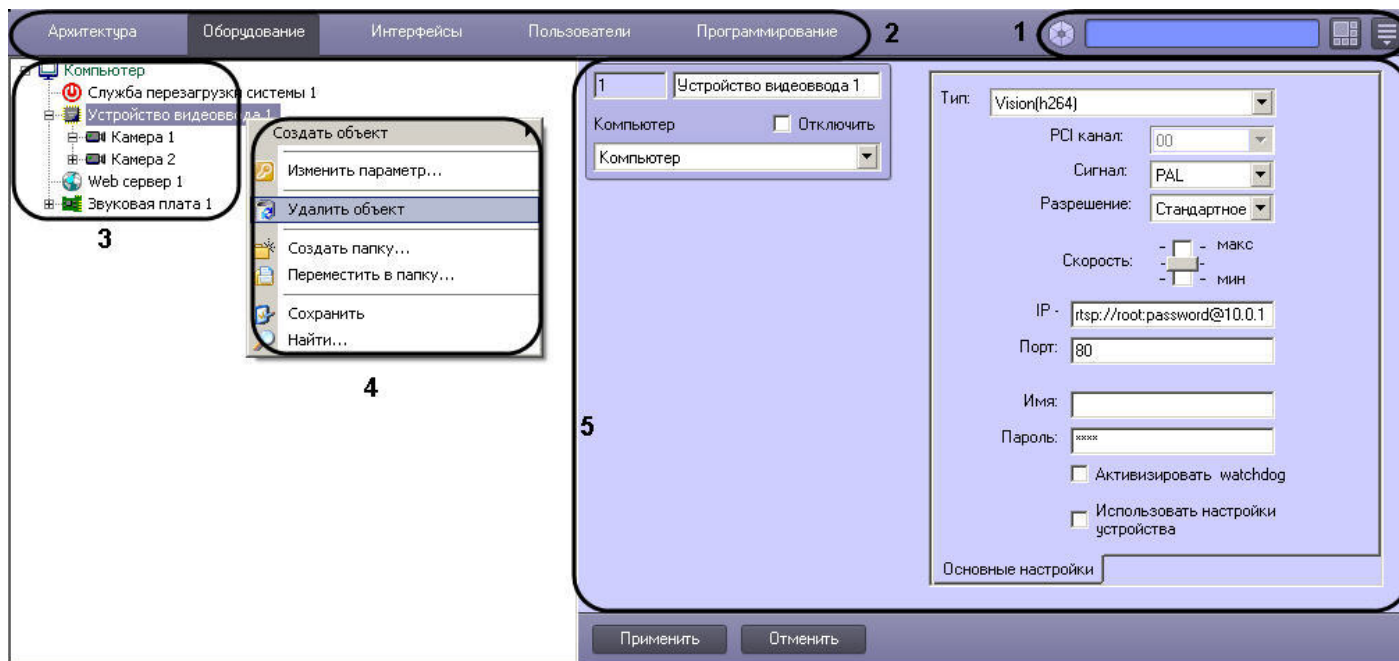 Архитектура Оборудование Интерфейсы Пользователи Программирование 2 1
Компьютер
Служба перезагрузки системы 1
Устройство видеоввода 1
Камера 1
Камера 2
Web сервер 1
Звуковая плата 1
3
Создать объект
Изменить параметр...
Удалить объект
Создать папку...
Переместить в папку...
Сохранить
Найти...
4
1 Устройство видеоввода 1
Компьютер Отключить
Компьютер
5
Тип: Vision(h264)
PCI канал: 00
Сигнал: PAL
Разрешение: Стандартное
Скорость: макс
мин
IP - rtsp://root:password@10.0.1
Порт: 80
Имя:
Пароль: ****
Активизировать watchdog
Использовать настройки
устройства
Основные настройки
Применить Отменить